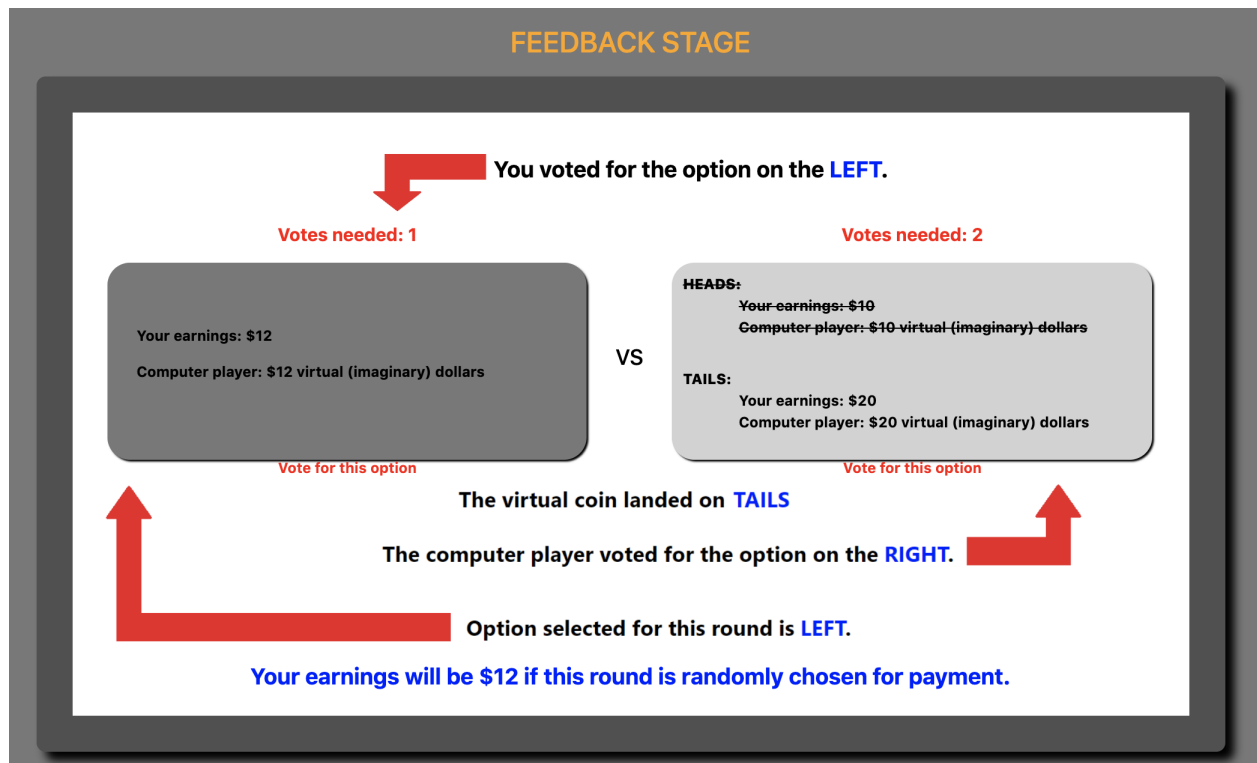 FEEDBACK STAGE
You voted for the option on the LEFT.
Votes needed: 1
Votes needed: 2
Your earnings: $12
Computer player: $12 virtual (imaginary) dollars
VS
HEADS:
Your earnings: $10
Computer player: $10 virtual (imaginary) dollars
TAILS:
Your earnings: $20
Computer player: $20 virtual (imaginary) dollars
Vote for this option
Vote for this option
The virtual coin landed on TAILS
The computer player voted for the option on the RIGHT.
Option selected for this round is LEFT.
Your earnings will be $12 if this round is randomly chosen for payment.